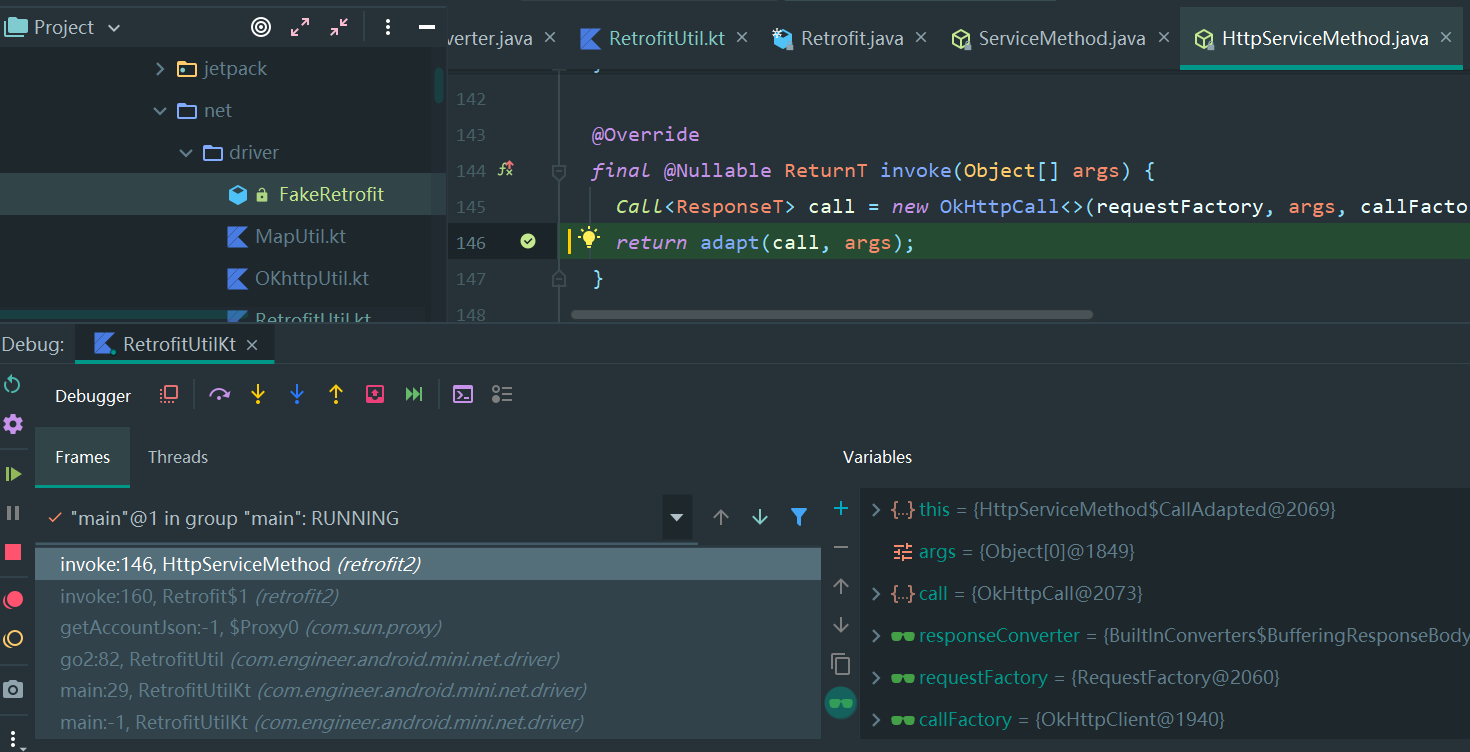 Project
verter.java
RetrofitUtil.kt
Retrofit.java
ServiceMethod.java
HttpServiceMethod.java
jetpack
net
driver
FakeRetrofit
MapUtil.kt
OKhttpUtil.kt
RetrofitUtil.kt
142
143 @Override
144 final @Nullable ReturnT invoke(Object[] args) {
145 Call<ResponseT> call = new OkHttpCall<>(requestFactory, args, callFacto
146 return adapt(call, args);
147 }
148
Debug: RetrofitUtilKt
Debugger
Frames Threads
Variables
"main"@1 in group "main": RUNNING
invoke:146, HttpServiceMethod (retrofit2)
invoke:160, Retrofit$1 (retrofit2)
getAccountJson:-1, $Proxy0 (com.sun.proxy)
go2:82, RetrofitUtil (com.engineer.android.mini.net.driver)
main:29, RetrofitUtilKt (com.engineer.android.mini.net.driver)
main:-1, RetrofitUtilKt (com.engineer.android.mini.net.driver)
this = {HttpServiceMethod$CallAdapted@2069}
args = {Object[0]@1849}
call = {OkHttpCall@2073}
responseConverter = {BuiltInConverters$BufferingResponseBody
requestFactory = {RequestFactory@2060}
callFactory = {OkHttpClient@1940}